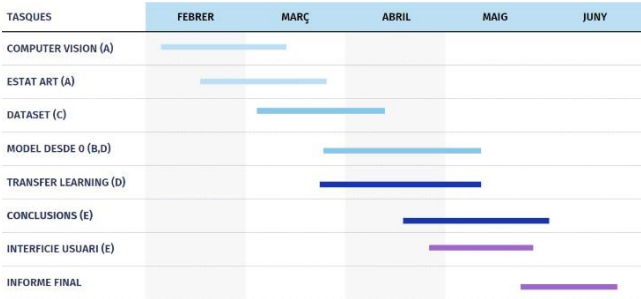 TASQUES FEBRER MARÇ ABRIL MAIG JUNY
COMPUTER VISION (A)
ESTAT ART (A)
DATASET (C)
MODEL DESDE 0 (B,D)
TRANSFER LEARNING (D)
CONCLUSIONS (E)
INTERFICIE USUARI (E)
INFORME FINAL